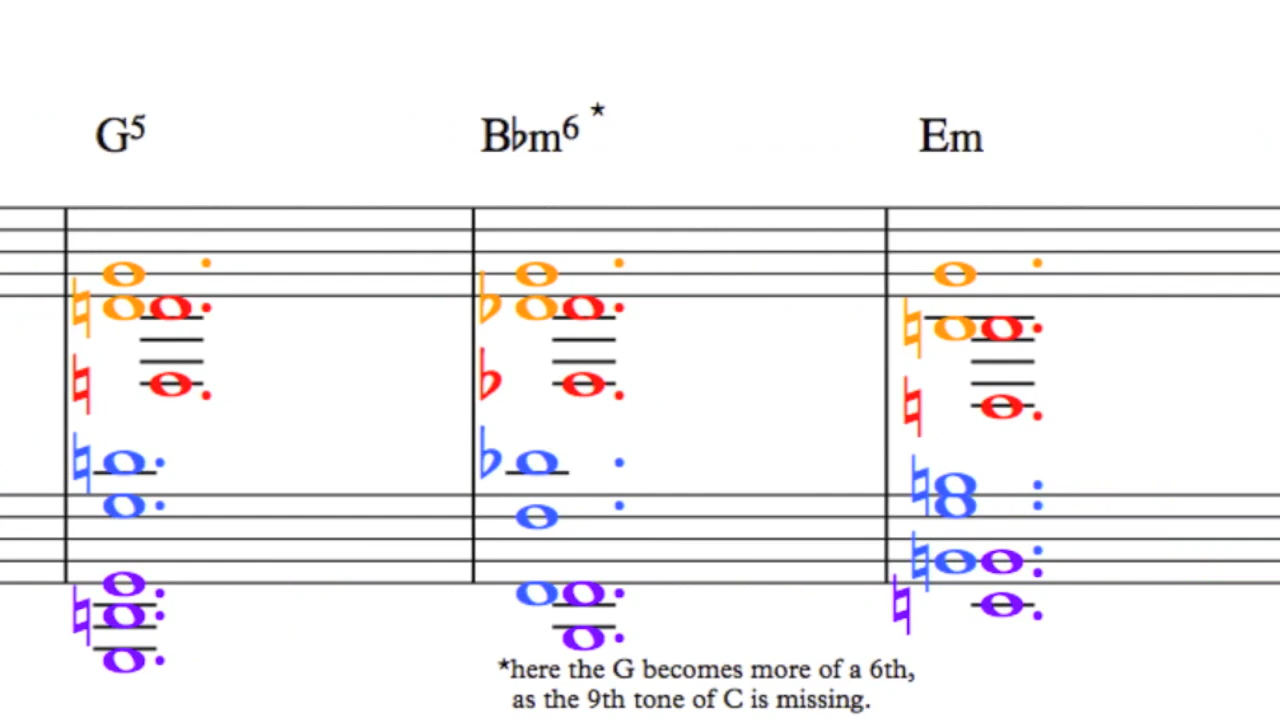 G5 B♭m6 * Em
*here the G becomes more of a 6th,
as the 9th tone of C is missing.